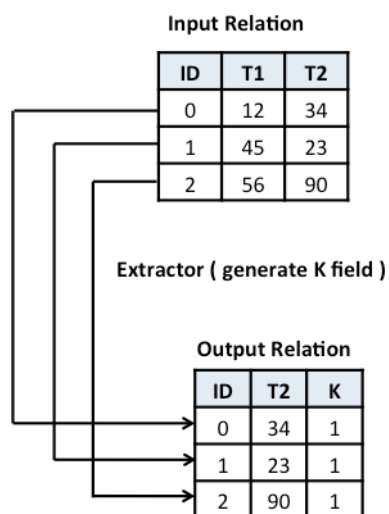 Input Relation
ID T1 T2
0 12 34
1 45 23
2 56 90
Extractor ( generate K field )
Output Relation
ID T2 K
0 34 1
1 23 1
2 90 1